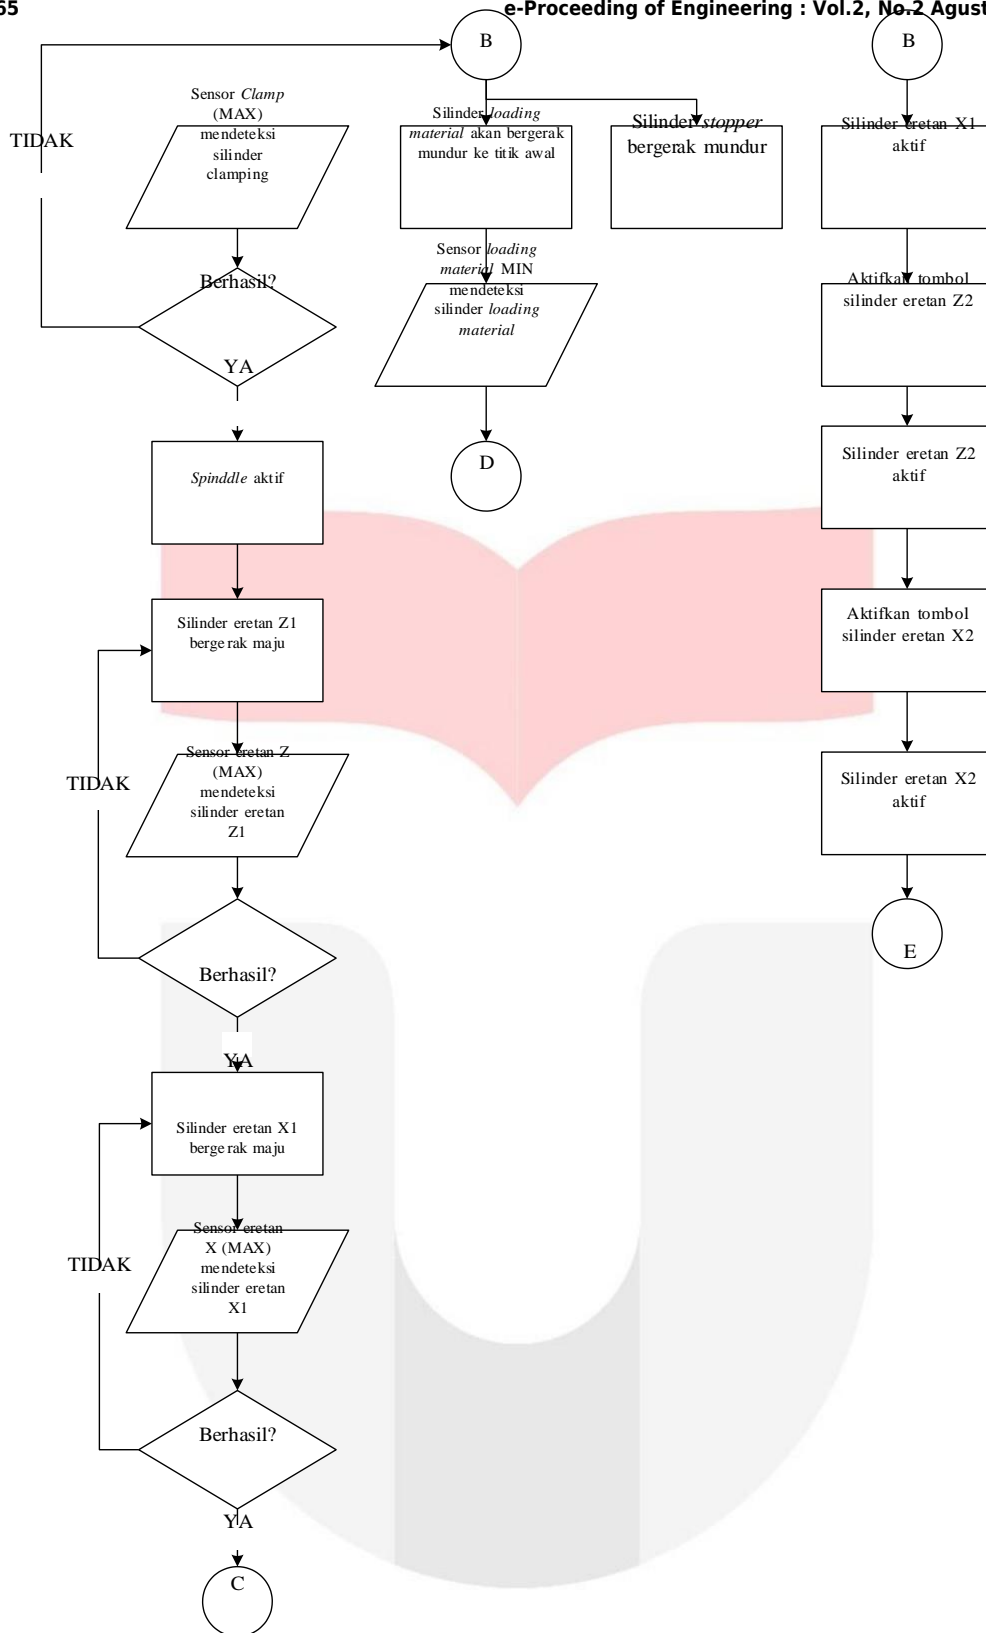 65
e-Proceeding of Engineering : Vol.2, No.2 Agust
TIDAK
Sensor Clamp
(MAX)
mendeteksi
silinder
clamping
Berhasil?
YA
Spinddle aktif
Silinder eretan Z1
bergerak maju
TIDAK
Sensor eretan Z
(MAX)
mendeteksi
silinder eretan
Z1
Berhasil?
YA
Silinder eretan X1
bergerak maju
TIDAK
Sensor eretan
X (MAX)
mendeteksi
silinder eretan
X1
Berhasil?
YA
C
B
Silinder loading
material akan bergerak
mundur ke titik awal
Silinder stopper
bergerak mundur
Sensor loading
material MIN
mendeteksi
silinder loading
material
D
B
Silinder eretan X1
aktif
Aktifkan tombol
silinder eretan Z2
Silinder eretan Z2
aktif
Aktifkan tombol
silinder eretan X2
Silinder eretan X2
aktif
E